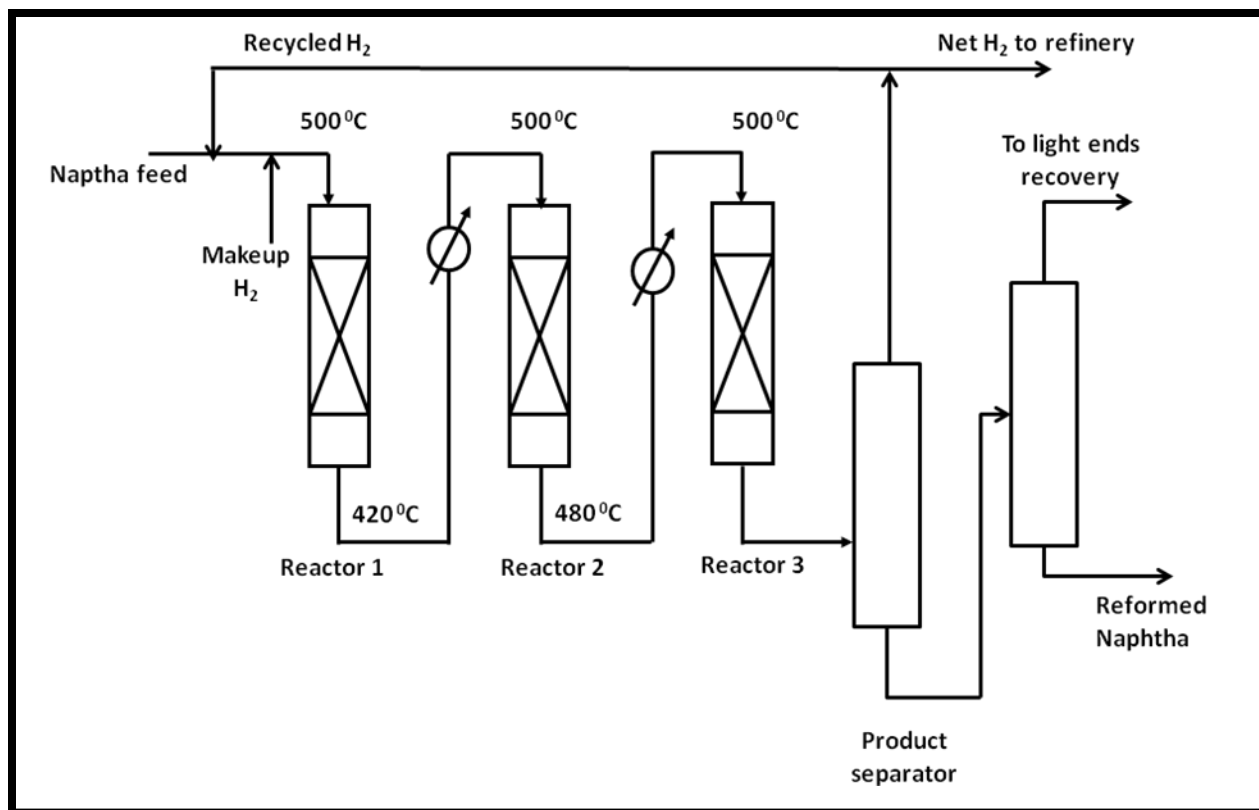 Recycled H₂
Net H₂ to refinery
500⁰C
500⁰C
500⁰C
To light ends
recovery
Naptha feed
Makeup
H₂
420⁰C
480⁰C
Reactor 1
Reactor 2
Reactor 3
Reformed
Naphtha
Product
separator